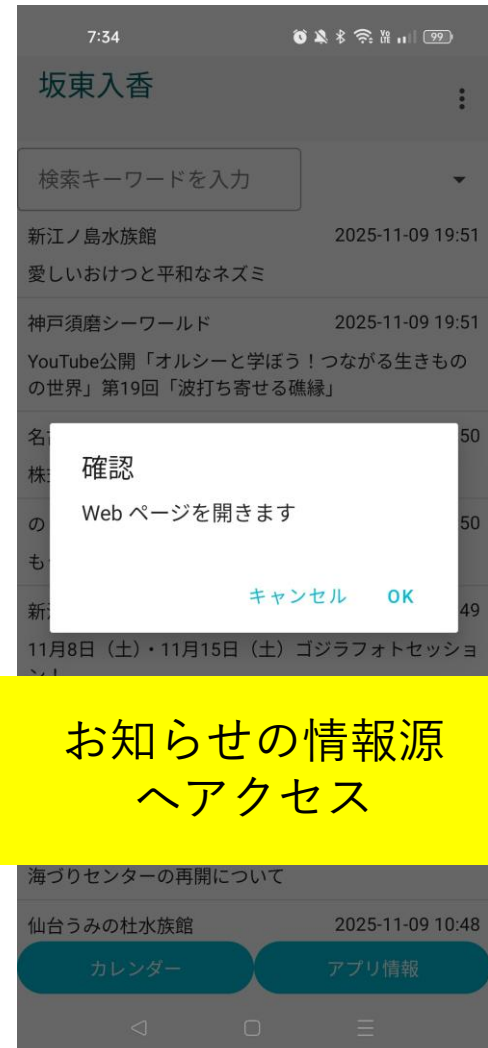 7:34
99
坂東入香
検索キーワードを入力
新江ノ島水族館 2025-11-09 19:51
愛しいおけつと平和なネズミ
神戸須磨シーワールド 2025-11-09 19:51
YouTube公開「オルシーと学ぼう！つながる生きもの
の世界」第19回「波打ち寄せる礁縁」
50
確認
Web ページを開きます
50
キャンセル OK
49
11月8日（土）・11月15日（土）ゴジラフォトセッショ
お知らせの情報源
へアクセス
海づりセンターの再開について
仙台うみの杜水族館 2025-11-09 10:48
カレンダー アプリ情報